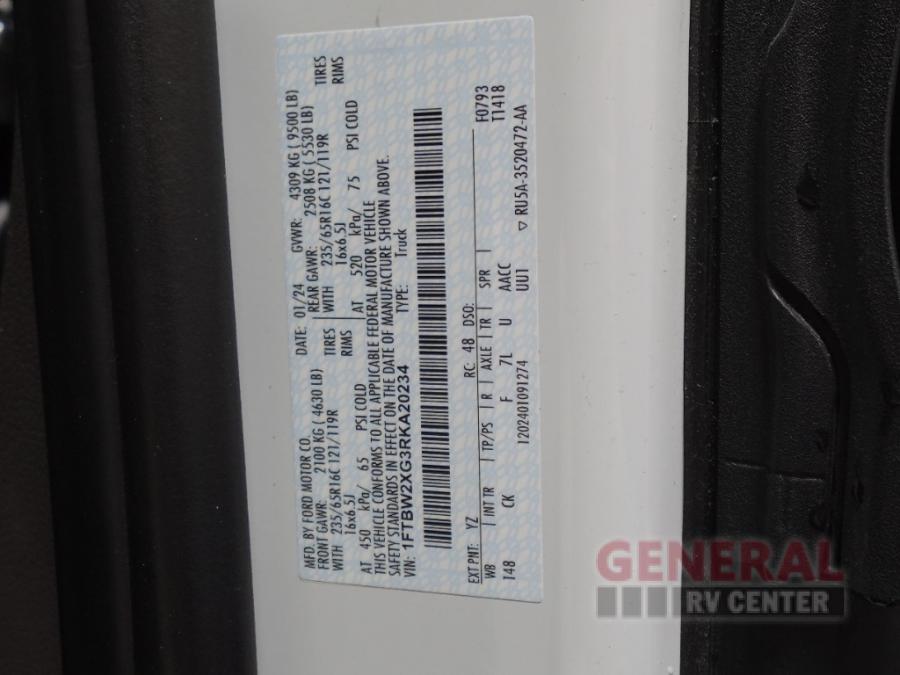 MFD. BY FORD MOTOR CO.
DATE: 01/24 GVWR: 4309 KG ( 9500 LB)
FRONT GAWR: 2100 KG ( 4630 LB)
REAR GAWR: 2508 KG ( 5530 LB)
WITH 235/65R16C 121/119R TIRES
WITH 235/65R16C 121/119R TIRES
16x6.5J RIMS
16x6.5J RIMS
AT 450 kPa/ 65 PSI COLD
AT 520 kPa/ 75 PSI COLD
THIS VEHICLE CONFORMS TO ALL APPLICABLE FEDERAL MOTOR VEHICLE
SAFETY STANDARDS IN EFFECT ON THE DATE OF MANUFACTURE SHOWN ABOVE.
VIN: 1FTBW2XG3RKA20234 TYPE: Truck
EXT PNT: YZ RC: 48 DSO: F0793
WB INT TR TP/PS R AXLE TR SPR T1418
148 CK F 7L U AACC
120240109​1274 UU1 ▽ RU5A-3520472-AA
GENERAL
RV CENTER